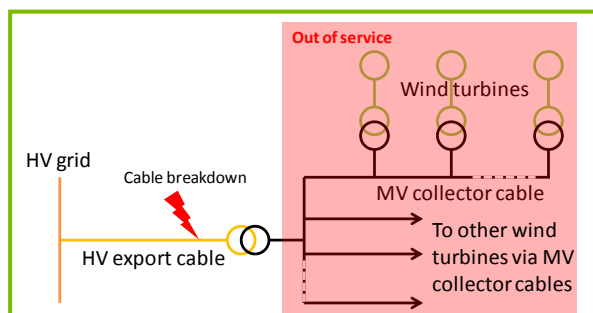 Out of service
Wind turbines
HV grid
Cable breakdown
MV collector cable
HV export cable
To other wind
turbines via MV
collector cables